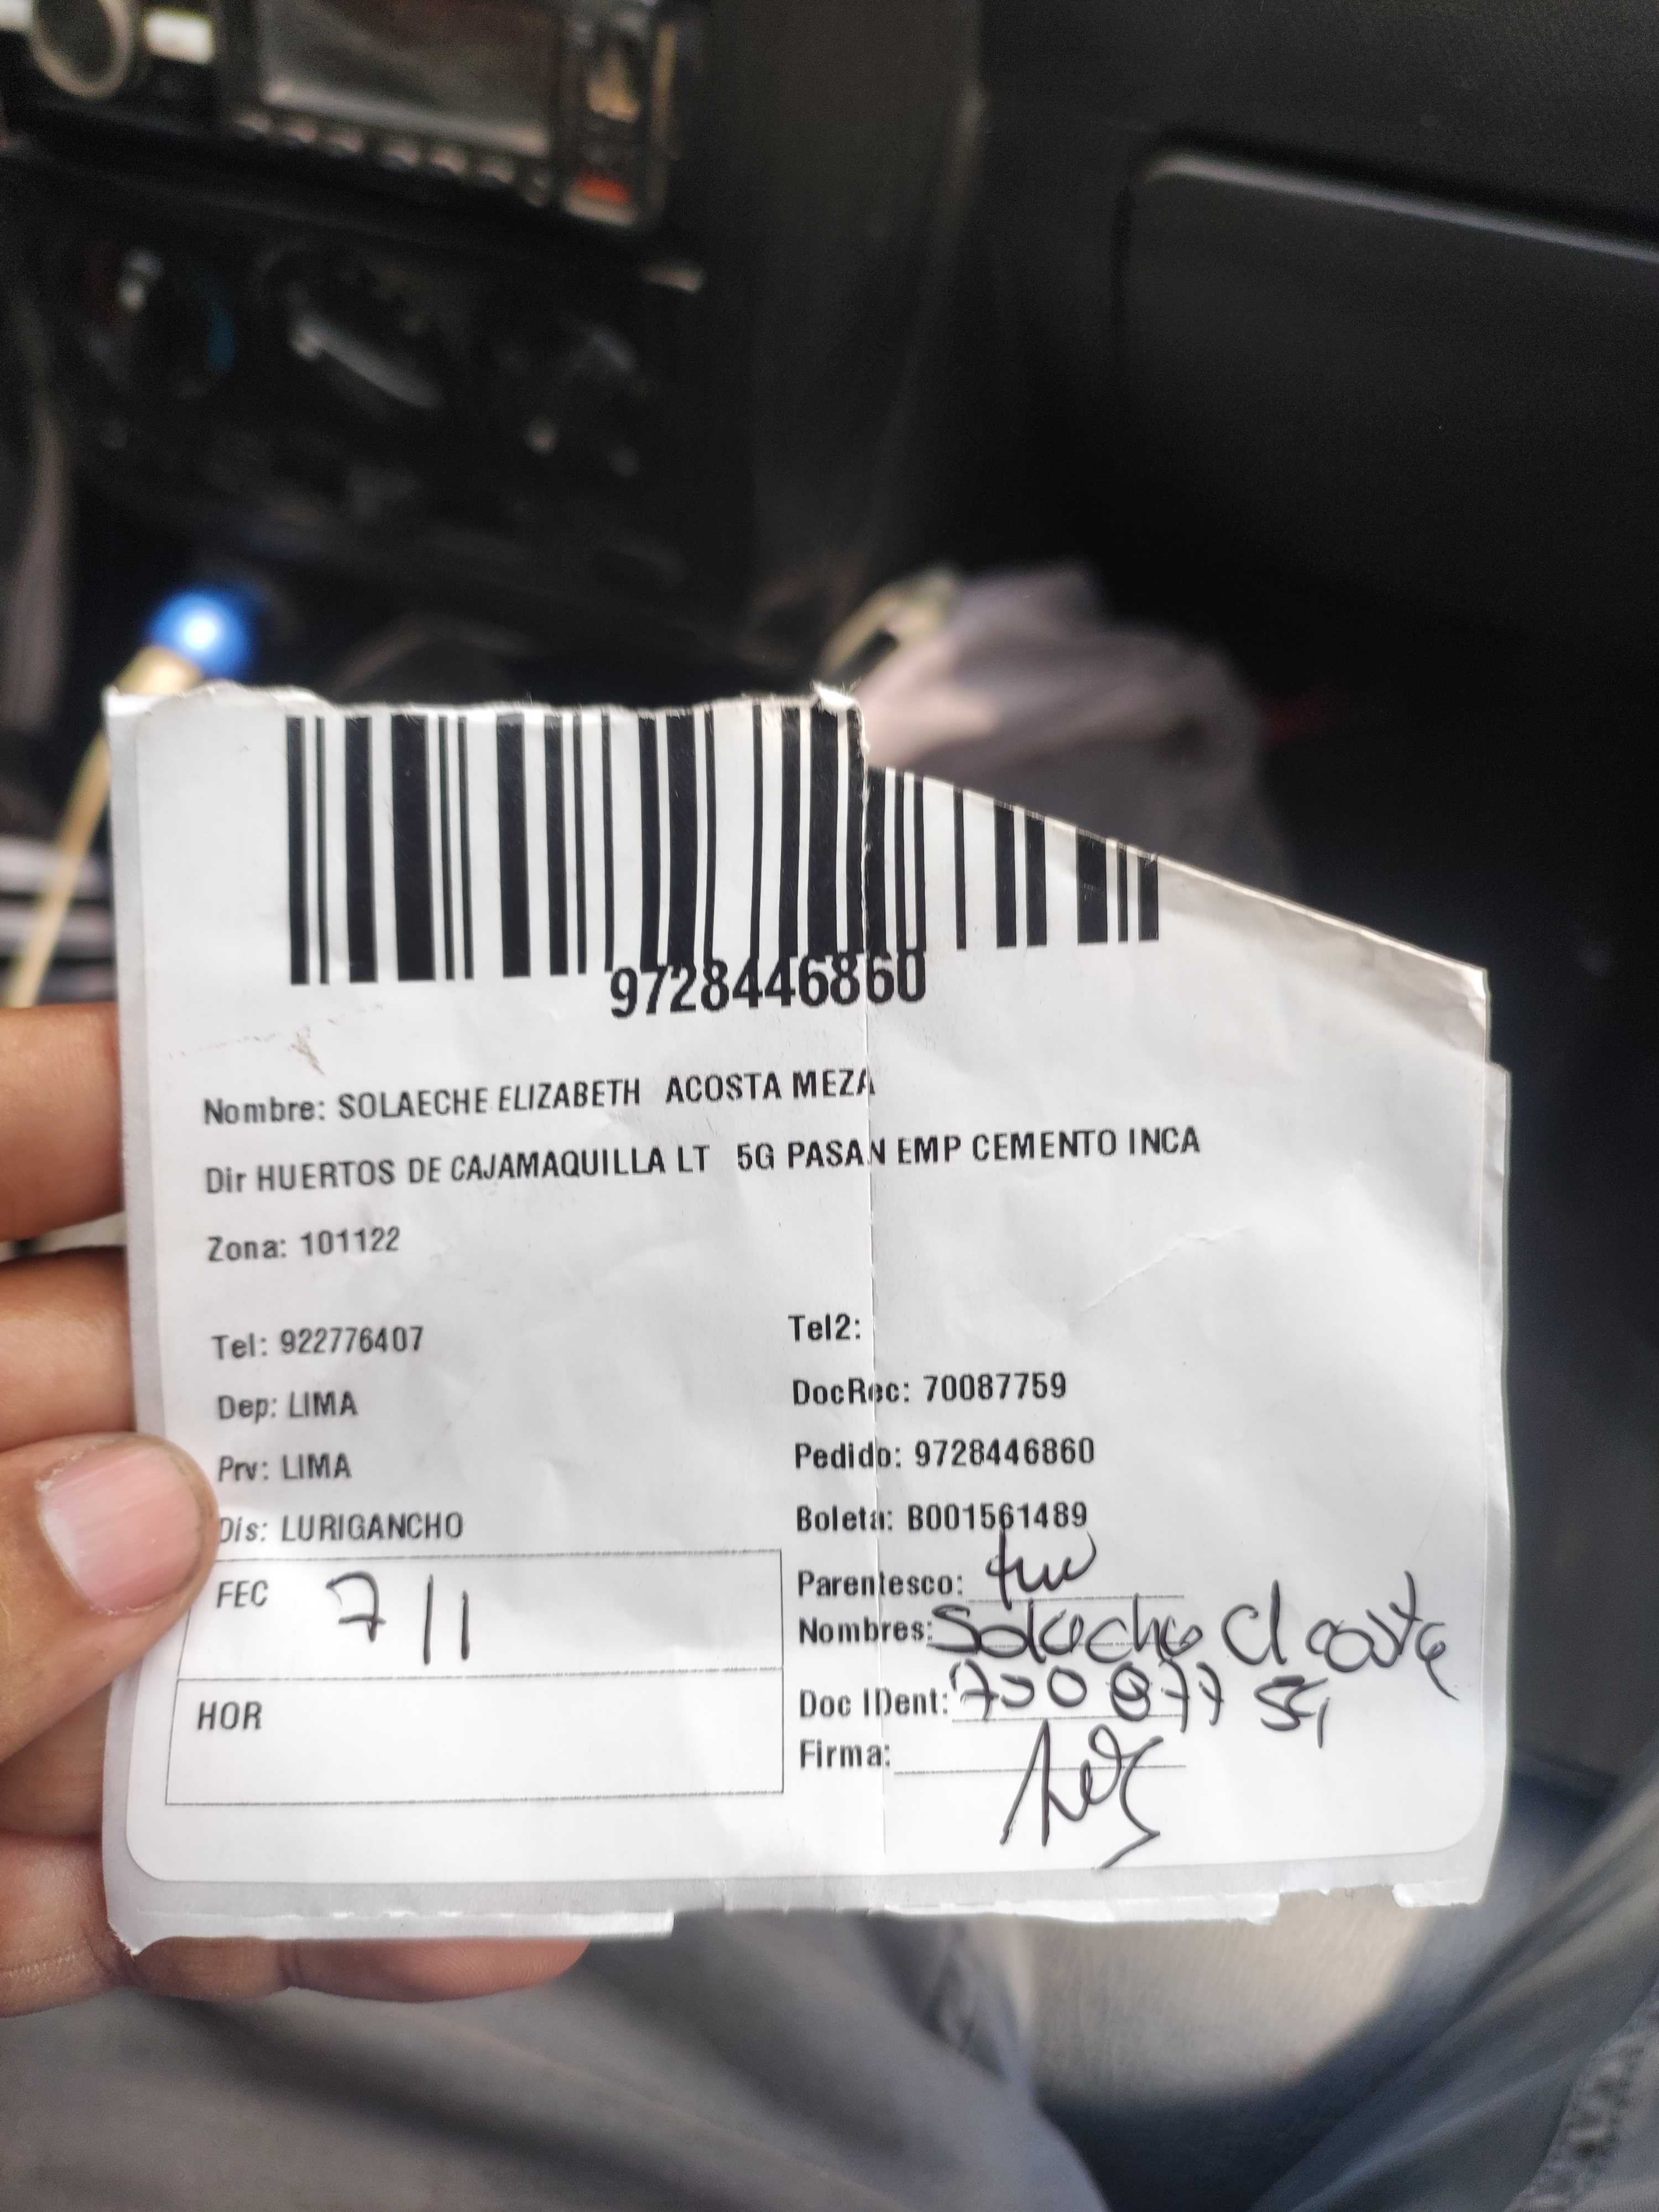 9728446860
Nombre: SOLAECHE ELIZABETH ACOSTA MEZA
Dir HUERTOS DE CAJAMAQUILLA LT 5G PASAN EMP CEMENTO INCA
Zona: 101122
Tel: 922776407
Tel2:
Dep: LIMA
DocRec: 70087759
Prv: LIMA
Pedido: 9728446860
Dis: LURIGANCHO
Boleta: B001561489
FEC 7/1
Parentesco:
Nombres:
HOR
Doc IDent: 70087759
Firma: